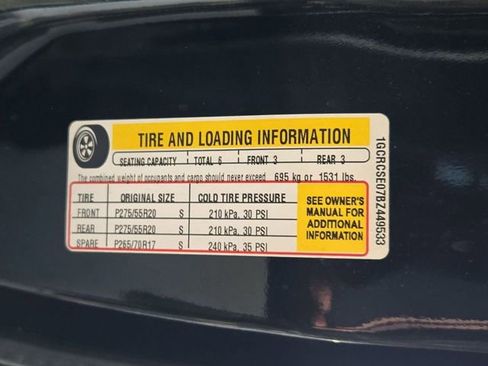 TIRE AND LOADING INFORMATION
SEATING CAPACITY TOTAL 6 FRONT 3 REAR 3
The combined weight of occupants and cargo should never exceed 695 kg or 1531 lbs.
TIRE ORIGINAL SIZE COLD TIRE PRESSURE
FRONT P275/55R20 S 210 kPa, 30 PSI
REAR P275/55R20 S 210 kPa, 30 PSI
SPARE P265/70R17 S 240 kPa, 35 PSI
SEE OWNER'S
MANUAL FOR
ADDITIONAL
INFORMATION
1GCRCSE07BZ449533